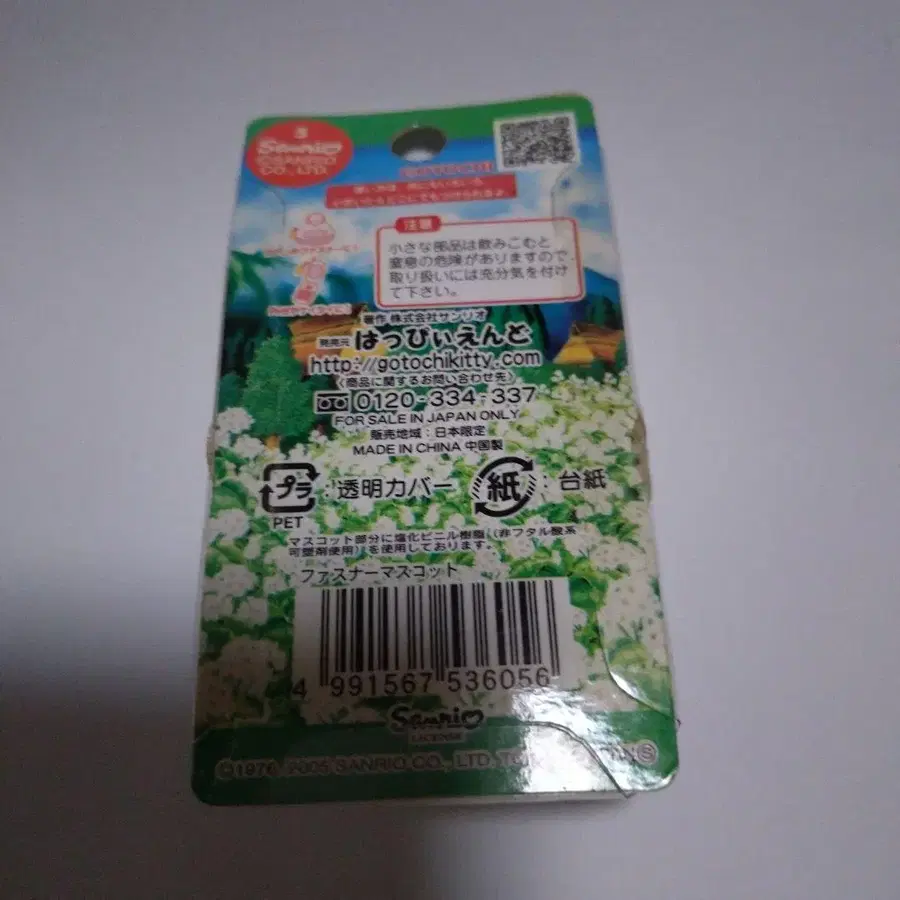 Sanrio
©SANRIO
CO., LTD.
注意
小さな部品は飲みこむと
窒息の危険がありますので、
取り扱いには充分気を付け
て下さい。
著作 株式会社サンリオ
発売元 はっぴぃえんど
http://gotochikitty.com
〈商品に関するお問い合わせ先〉
0120-334-337
FOR SALE IN JAPAN ONLY
販売地域:日本限定
MADE IN CHINA 中国製
プラ :透明カバー 紙 :台紙
PET
マスコット部分に塩化ビニル樹脂(非フタル酸系
可塑剤使用)を使用しております。
ファスナーマスコット
4 991567 536056
Sanrio
LICENSE
©1976, 2005 SANRIO CO., LTD.